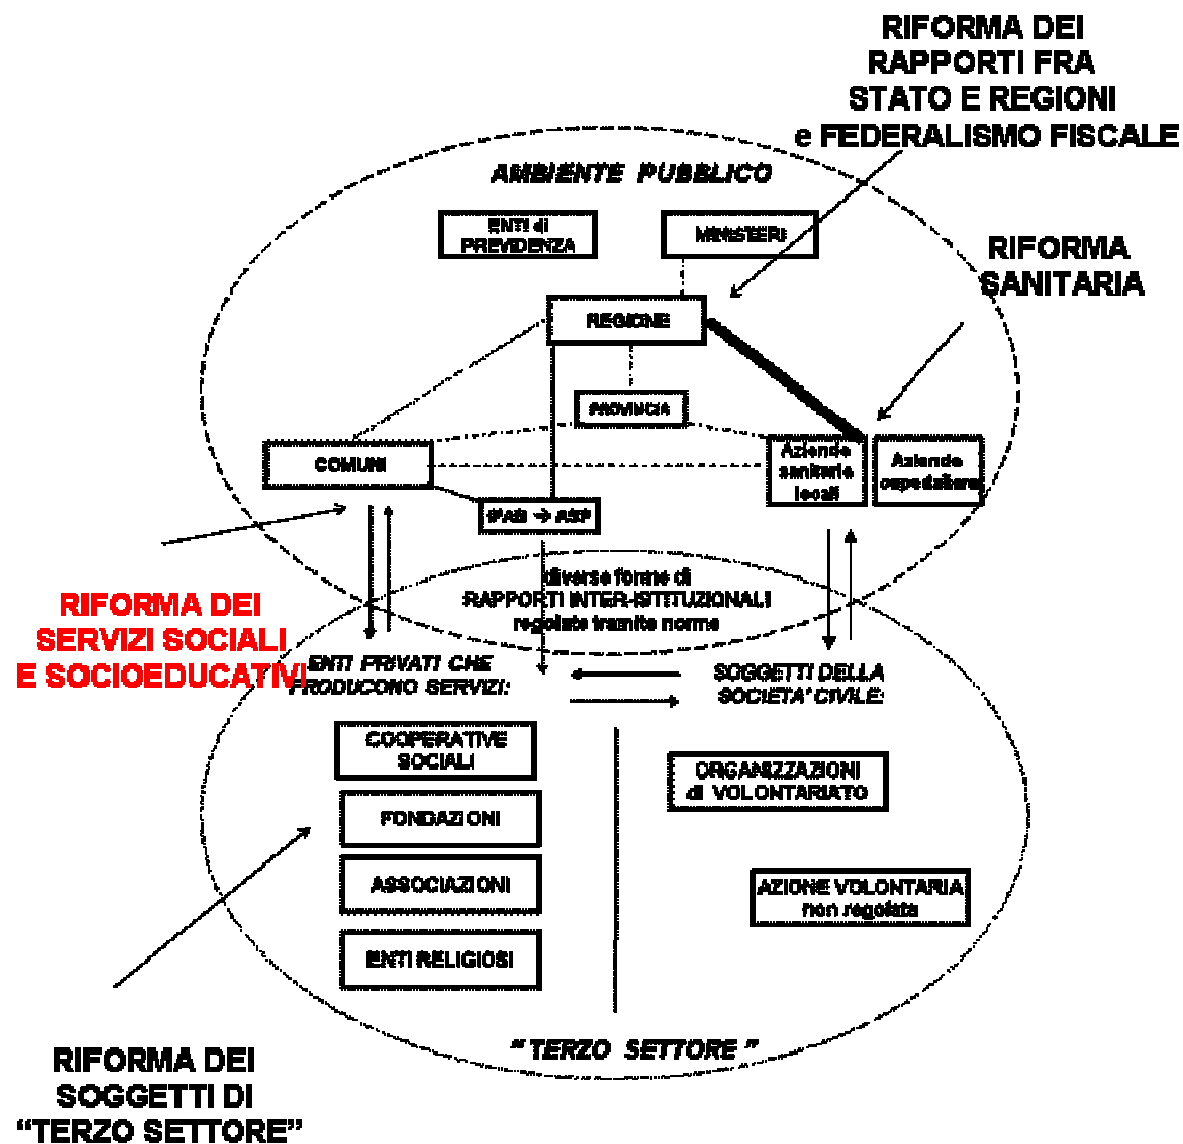 RIFORMA DEI
RAPPORTI FRA
STATO E REGIONI
e FEDERALISMO FISCALE
AMBIENTE PUBBLICO
ENTI di
PREVIDENZA
MINISTERI
RIFORMA
SANITARIA
REGIONE
PROVINCIA
COMUNI
Aziende
sanitarie
locali
Aziende
ospedaliere
IPAB → ASP
diverse forme di
RAPPORTI INTER-ISTITUZIONALI
regolate tramite norme
RIFORMA DEI
SERVIZI SOCIALI
E SOCIOEDUCATIVI
ENTI PRIVATI CHE
PRODUCONO SERVIZI:
SOGGETTI DELLA
SOCIETA' CIVILE:
COOPERATIVE
SOCIALI
FONDAZIONI
ASSOCIAZIONI
ENTI RELIGIOSI
ORGANIZZAZIONI
di VOLONTARIATO
AZIONE VOLONTARIA
non regolata
" TERZO SETTORE "
RIFORMA DEI
SOGGETTI DI
“TERZO SETTORE”